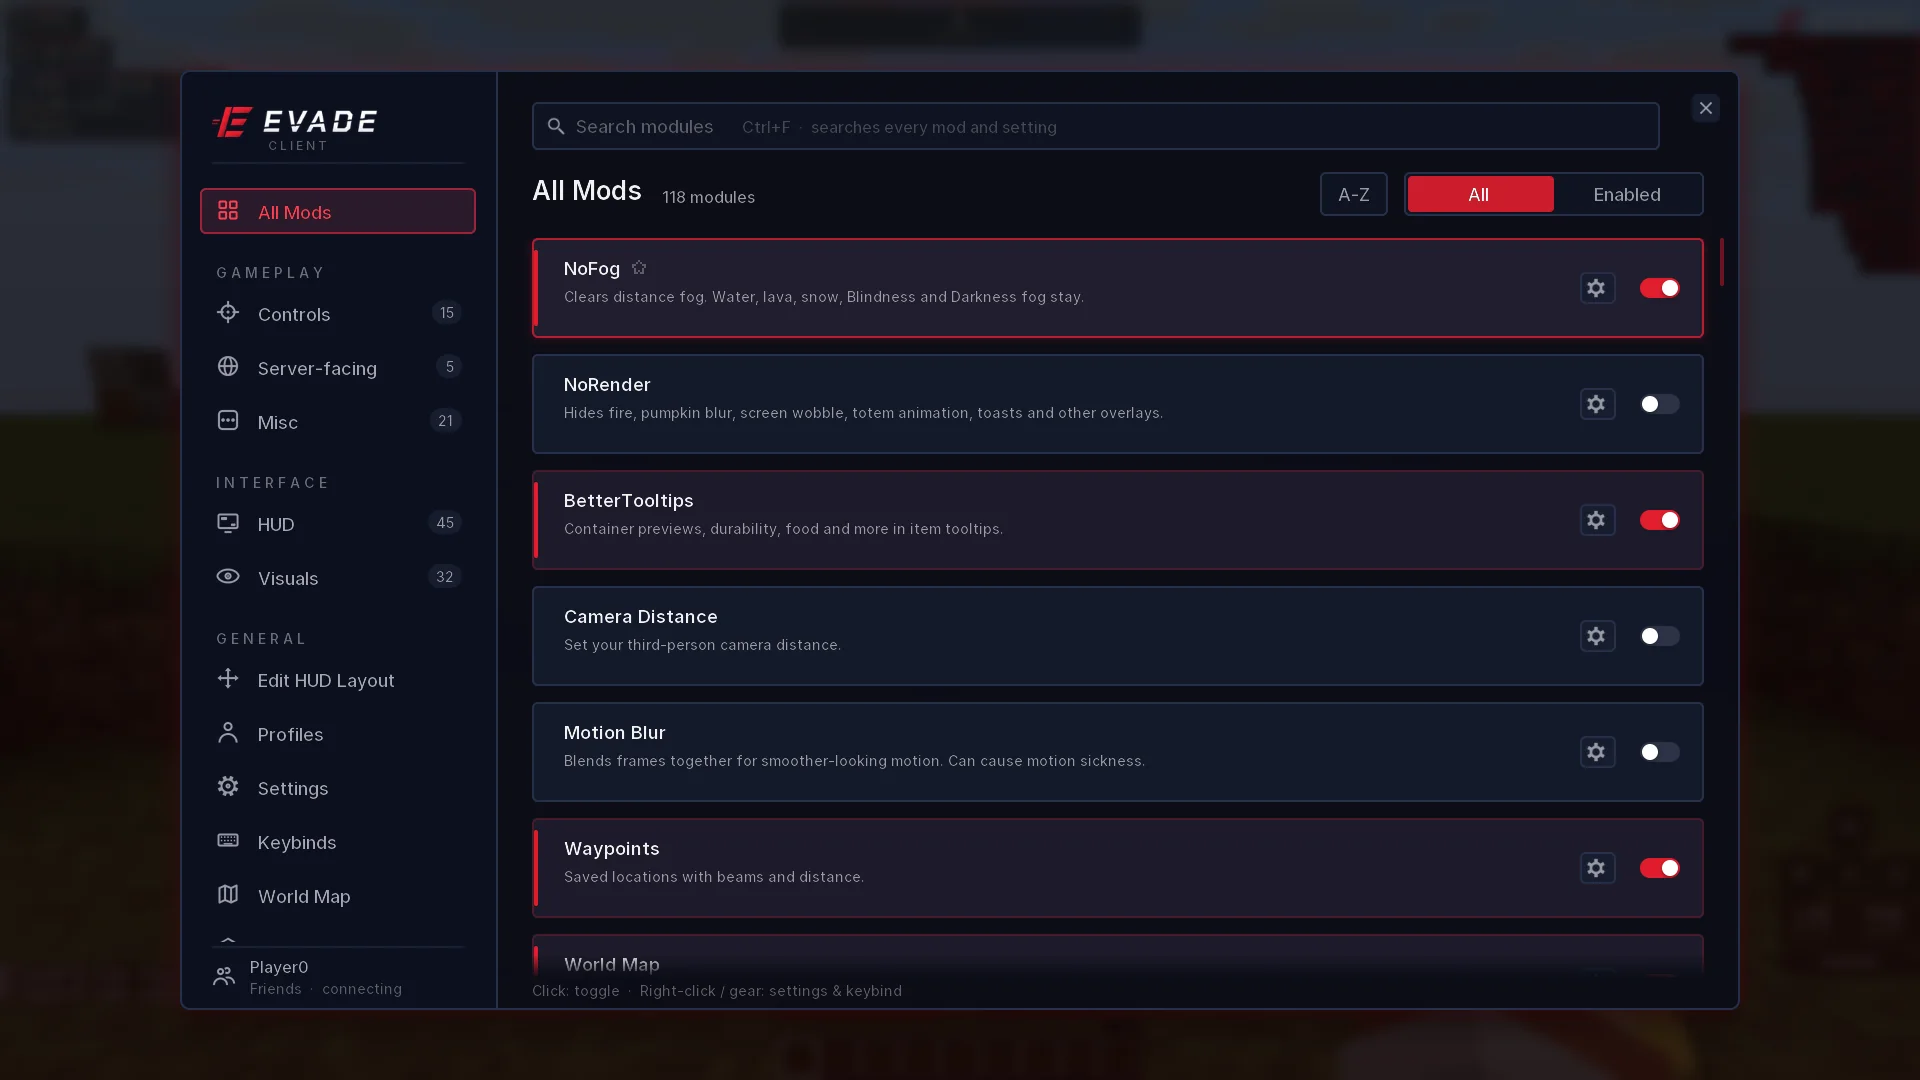 EVADE
CLIENT
All Mods
GAMEPLAY
Controls 15
Server-facing 5
Misc 21
INTERFACE
HUD 45
Visuals 32
GENERAL
Edit HUD Layout
Profiles
Settings
Keybinds
World Map
Player0
Friends · connecting
Search modules Ctrl+F · searches every mod and setting
All Mods 118 modules
A-Z All Enabled
NoFog
Clears distance fog. Water, lava, snow, Blindness and Darkness fog stay.
NoRender
Hides fire, pumpkin blur, screen wobble, totem animation, toasts and other overlays.
BetterTooltips
Container previews, durability, food and more in item tooltips.
Camera Distance
Set your third-person camera distance.
Motion Blur
Blends frames together for smoother-looking motion. Can cause motion sickness.
Waypoints
Saved locations with beams and distance.
World Map
Click: toggle · Right-click / gear: settings & keybind